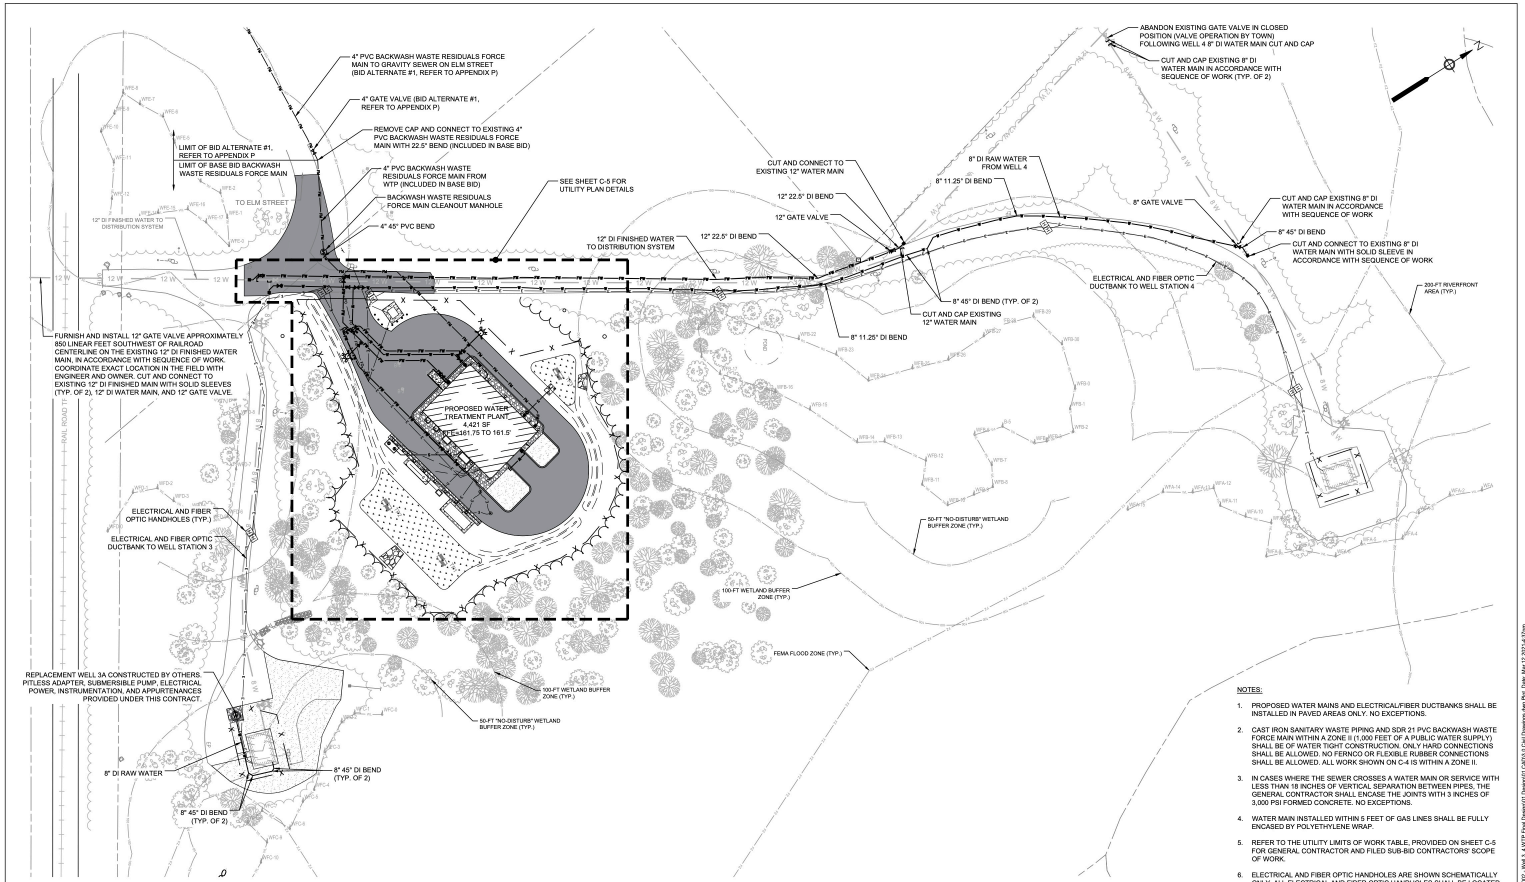 4" PVC BACKWASH WASTE RESIDUALS FORCE
MAIN TO GRAVITY SEWER ON ELM STREET
(BID ALTERNATE #1, REFER TO APPENDIX P)
4" GATE VALVE (BID ALTERNATE #1,
REFER TO APPENDIX P)
REMOVE CAP AND CONNECT TO EXISTING 4"
PVC BACKWASH WASTE RESIDUALS FORCE
MAIN WITH 22.5° BEND (INCLUDED IN BASE BID)
4" PVC BACKWASH WASTE
RESIDUALS FORCE MAIN FROM
WTP (INCLUDED IN BASE BID)
BACKWASH WASTE RESIDUALS
FORCE MAIN CLEANOUT MANHOLE
4" 45° PVC BEND
LIMIT OF BID ALTERNATE #1,
REFER TO APPENDIX P
LIMIT OF BASE BID BACKWASH
WASTE RESIDUALS FORCE MAIN
TO ELM STREET
12" DI FINISHED WATER TO
DISTRIBUTION SYSTEM
SEE SHEET C-5 FOR
UTILITY PLAN DETAILS
12" DI FINISHED WATER
TO DISTRIBUTION SYSTEM
12" 22.5° DI BEND
CUT AND CONNECT TO
EXISTING 12" WATER MAIN
12" 22.5° DI BEND
12" GATE VALVE
8" 11.25° DI BEND
8" DI RAW WATER
FROM WELL 4
ABANDON EXISTING GATE VALVE IN CLOSED
POSITION (VALVE OPERATION BY TOWN)
FOLLOWING WELL 4 8" DI WATER MAIN CUT AND CAP
CUT AND CAP EXISTING 8" DI
WATER MAIN IN ACCORDANCE WITH
SEQUENCE OF WORK (TYP. OF 2)
8" GATE VALVE
CUT AND CAP EXISTING 8" DI
WATER MAIN IN ACCORDANCE
WITH SEQUENCE OF WORK
8" 45° DI BEND
CUT AND CONNECT TO EXISTING 8" DI
WATER MAIN WITH SOLID SLEEVE IN
ACCORDANCE WITH SEQUENCE OF WORK
ELECTRICAL AND FIBER OPTIC
DUCTBANK TO WELL STATION 4
200-FT RIVERFRONT
AREA (TYP.)
8" 45° DI BEND (TYP. OF 2)
CUT AND CAP EXISTING
12" WATER MAIN
8" 11.25° DI BEND
FURNISH AND INSTALL 12" GATE VALVE APPROXIMATELY
850 LINEAR FEET SOUTHWEST OF RAILROAD
CENTERLINE ON THE EXISTING 12" DI FINISHED WATER
MAIN, IN ACCORDANCE WITH SEQUENCE OF WORK.
COORDINATE EXACT LOCATION IN THE FIELD WITH
ENGINEER AND OWNER. CUT AND CONNECT TO
EXISTING 12" DI FINISHED MAIN WITH SOLID SLEEVES
(TYP. OF 2), 12" DI WATER MAIN, AND 12" GATE VALVE.
PROPOSED WATER
TREATMENT PLANT
4,421 SF
FFE=161.75 TO 161.5'
ELECTRICAL AND FIBER
OPTIC HANDHOLES (TYP.)
ELECTRICAL AND FIBER OPTIC
DUCTBANK TO WELL STATION 3
50-FT "NO-DISTURB" WETLAND
BUFFER ZONE (TYP.)
100-FT WETLAND BUFFER
ZONE (TYP.)
FEMA FLOOD ZONE (TYP.)
100-FT WETLAND BUFFER
ZONE (TYP.)
50-FT "NO-DISTURB" WETLAND
BUFFER ZONE (TYP.)
REPLACEMENT WELL 3A CONSTRUCTED BY OTHERS.
PITLESS ADAPTER, SUBMERSIBLE PUMP, ELECTRICAL
POWER, INSTRUMENTATION, AND APPURTENANCES
PROVIDED UNDER THIS CONTRACT.
8" DI RAW WATER
8" 45° DI BEND
(TYP. OF 2)
8" 45° DI BEND
(TYP. OF 2)
NOTES:
1. PROPOSED WATER MAINS AND ELECTRICAL/FIBER DUCTBANKS SHALL BE
INSTALLED IN PAVED AREAS ONLY. NO EXCEPTIONS.
2. CAST IRON SANITARY WASTE PIPING AND SDR 21 PVC BACKWASH WASTE
FORCE MAIN WITHIN A ZONE II (1,000 FEET OF A PUBLIC WATER SUPPLY)
SHALL BE OF WATER TIGHT CONSTRUCTION. ONLY HARD CONNECTIONS
SHALL BE ALLOWED. NO FERNCO OR FLEXIBLE RUBBER CONNECTIONS
SHALL BE ALLOWED. ALL WORK SHOWN ON C-4 IS WITHIN A ZONE II.
3. IN CASES WHERE THE SEWER CROSSES A WATER MAIN OR SERVICE WITH
LESS THAN 18 INCHES OF VERTICAL SEPARATION BETWEEN PIPES, THE
GENERAL CONTRACTOR SHALL ENCASE THE JOINTS WITH 3 INCHES OF
3,000 PSI FORMED CONCRETE. NO EXCEPTIONS.
4. WATER MAIN INSTALLED WITHIN 5 FEET OF GAS LINES SHALL BE FULLY
ENCASED BY POLYETHYLENE WRAP.
5. REFER TO THE UTILITY LIMITS OF WORK TABLE, PROVIDED ON SHEET C-5
FOR GENERAL CONTRACTOR AND FILED SUB-BID CONTRACTORS' SCOPE
OF WORK.
6. ELECTRICAL AND FIBER OPTIC HANDHOLES ARE SHOWN SCHEMATICALLY